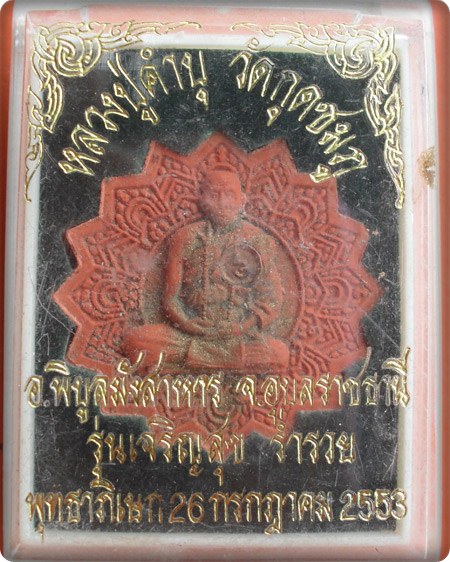 หลวงปู่คำบุ วัดกุดชมภู
อ.พิบูลมังสาหาร จ.อุบลราชธานี
รุ่นเจริญสุข ร่ำรวย
พุทธาภิเษก 26 กรกฎาคม 2553